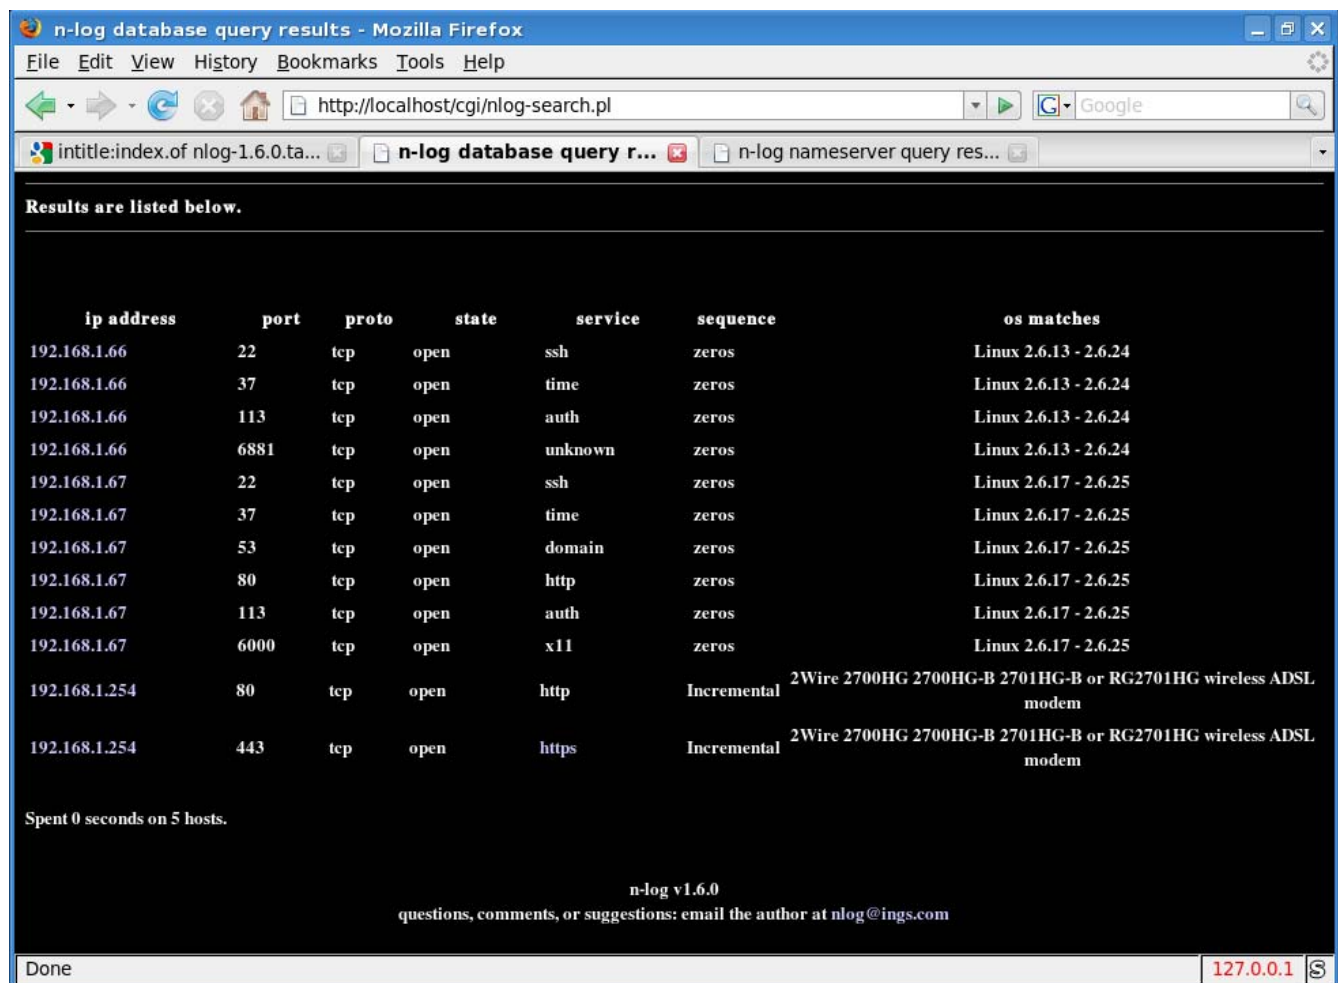 n-log database query results - Mozilla Firefox
File Edit View History Bookmarks Tools Help
http://localhost/cgi/nlog-search.pl G Google
intitle:index.of nlog-1.6.0.ta... n-log database query r... n-log nameserver query res...
Results are listed below.
ip address port proto state service sequence os matches
192.168.1.66 22 tcp open ssh zeros Linux 2.6.13 - 2.6.24
192.168.1.66 37 tcp open time zeros Linux 2.6.13 - 2.6.24
192.168.1.66 113 tcp open auth zeros Linux 2.6.13 - 2.6.24
192.168.1.66 6881 tcp open unknown zeros Linux 2.6.13 - 2.6.24
192.168.1.67 22 tcp open ssh zeros Linux 2.6.17 - 2.6.25
192.168.1.67 37 tcp open time zeros Linux 2.6.17 - 2.6.25
192.168.1.67 53 tcp open domain zeros Linux 2.6.17 - 2.6.25
192.168.1.67 80 tcp open http zeros Linux 2.6.17 - 2.6.25
192.168.1.67 113 tcp open auth zeros Linux 2.6.17 - 2.6.25
192.168.1.67 6000 tcp open x11 zeros Linux 2.6.17 - 2.6.25
192.168.1.254 80 tcp open http Incremental 2Wire 2700HG 2700HG-B 2701HG-B or RG2701HG wireless ADSL
modem
192.168.1.254 443 tcp open https Incremental 2Wire 2700HG 2700HG-B 2701HG-B or RG2701HG wireless ADSL
modem
Spent 0 seconds on 5 hosts.
n-log v1.6.0
questions, comments, or suggestions: email the author at nlog@ings.com
Done 127.0.0.1 S